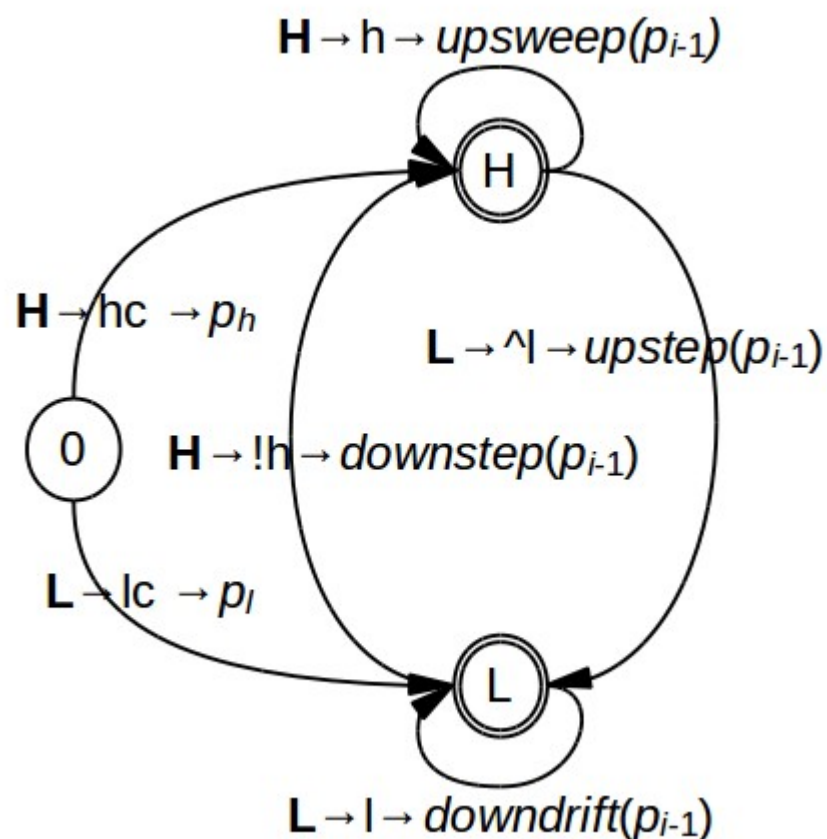 H→h→upsweep(pᵢ₋₁)
H
H→hc →pₕ
L→^l→upstep(pᵢ₋₁)
0
H→!h→downstep(pᵢ₋₁)
L→lc →pₗ
L
L→l→downdrift(pᵢ₋₁)